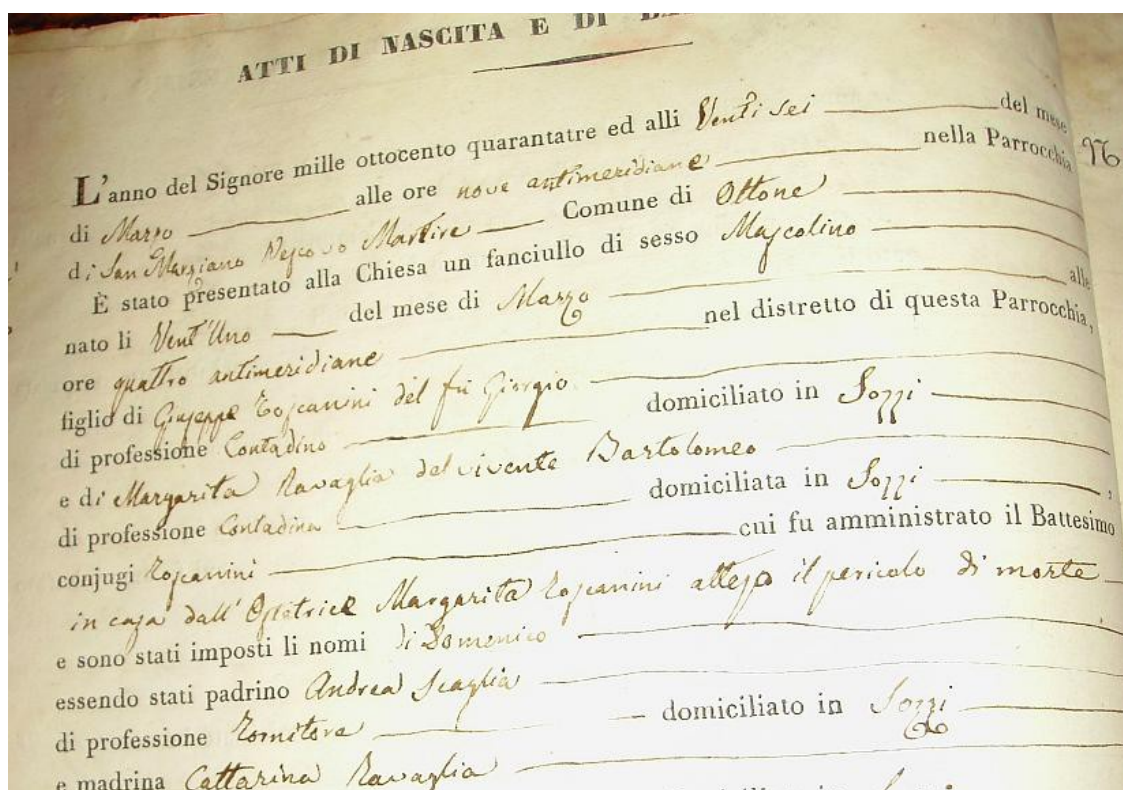 ATTI DI NASCITA E DI
L'anno del Signore mille ottocento quarantatre ed alli Venti sei del mese
di Marzo alle ore nove antimeridiane nella Parrocchia
di San Marziano Vescovo Martire Comune di Ottone
È stato presentato alla Chiesa un fanciullo di sesso Mascolino
nato li Vent'Uno del mese di Marzo alle
ore quattro antimeridiane nel distretto di questa Parrocchia,
figlio di Giuseppe Toscanini del fù Giorgio
di professione Contadino domiciliato in Sozzi
e di Margarita Ravaglia del vivente Bartolomeo
di professione Contadina domiciliata in Sozzi,
conjugi Toscanini cui fu amministrato il Battesimo
in casa dall'Ostetrice Margarita Toscanini atteso il pericolo di morte
e sono stati imposti li nomi di Domenico
essendo stati padrino Andrea Scaglia
di professione Tornitore domiciliato in Sozzi
e madrina Cattarina Ravaglia